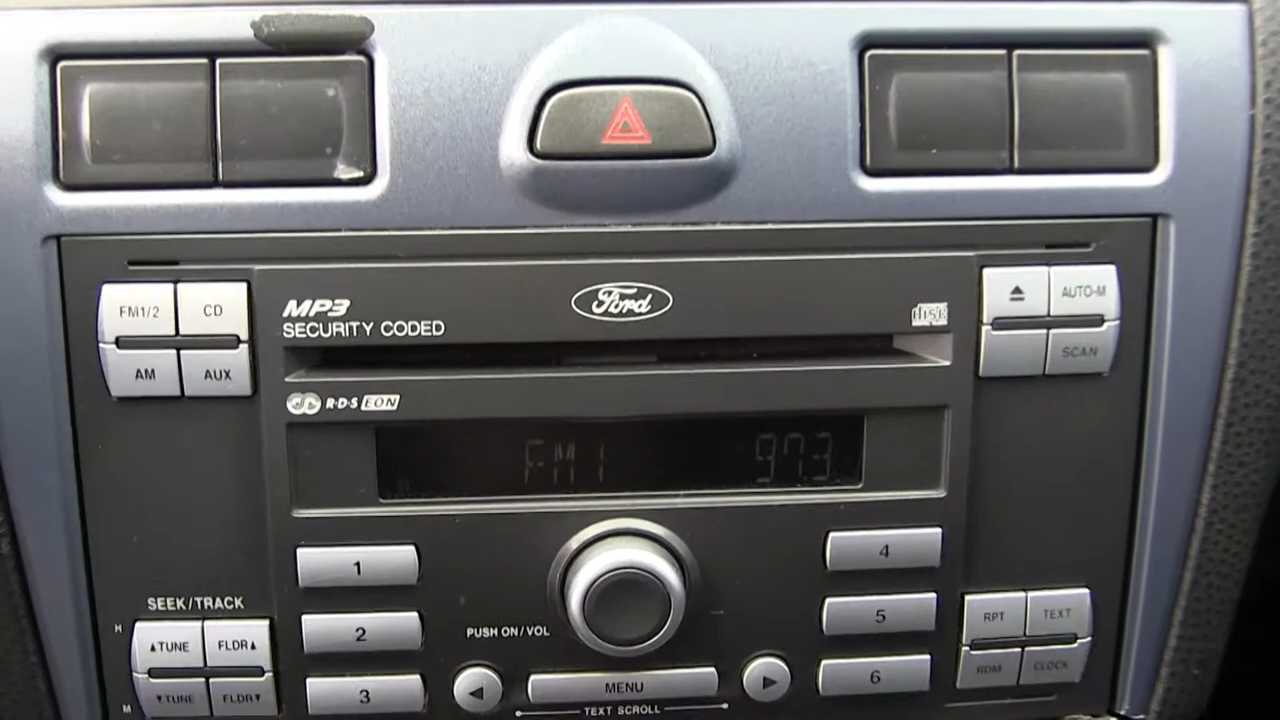 FM1/2
CD
AM
AUX
MP3
SECURITY CODED
Ford
disc
AUTO-M
SCAN
R·D·S EON
FM1 97.3
1
2
3
4
5
6
SEEK/TRACK
H
▲TUNE
FLDR▲
▼TUNE
FLDR▼
M
PUSH ON/VOL
MENU
TEXT SCROLL
RPT
TEXT
RDM
CLOCK